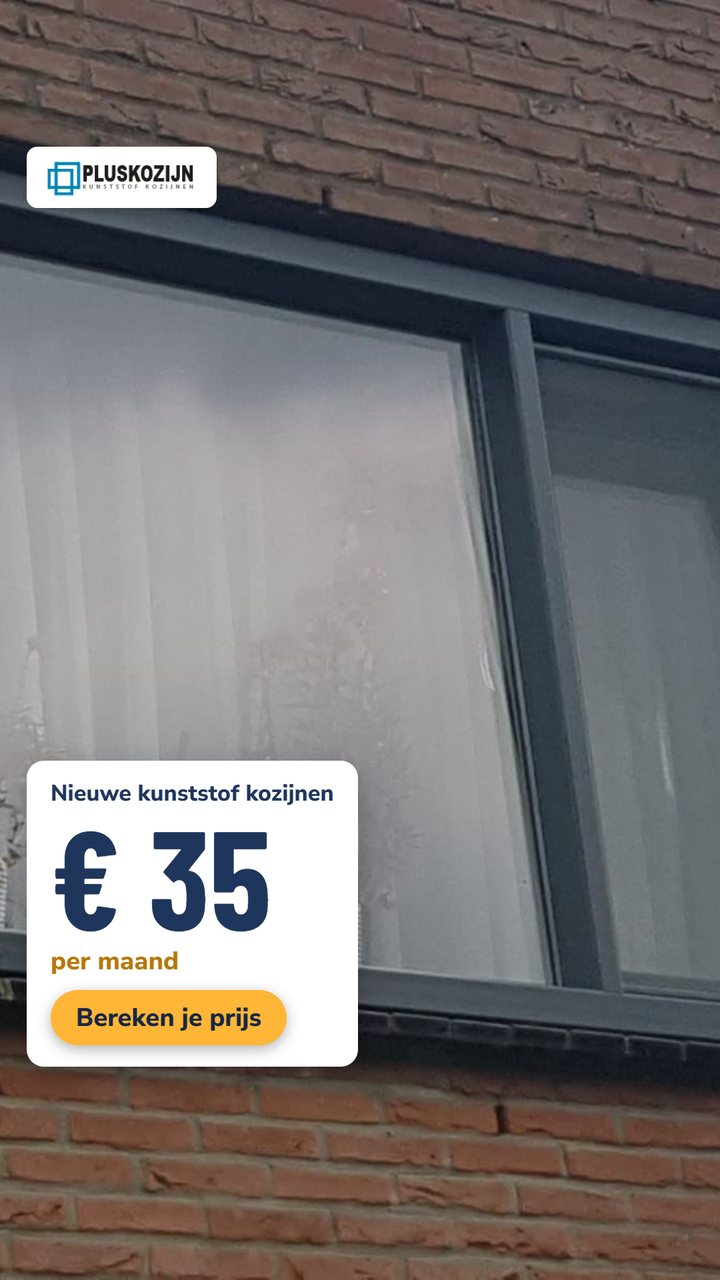 PLUSKOZIJN
KUNSTSTOF KOZIJNEN
Nieuwe kunststof kozijnen
€ 35
per maand
Bereken je prijs